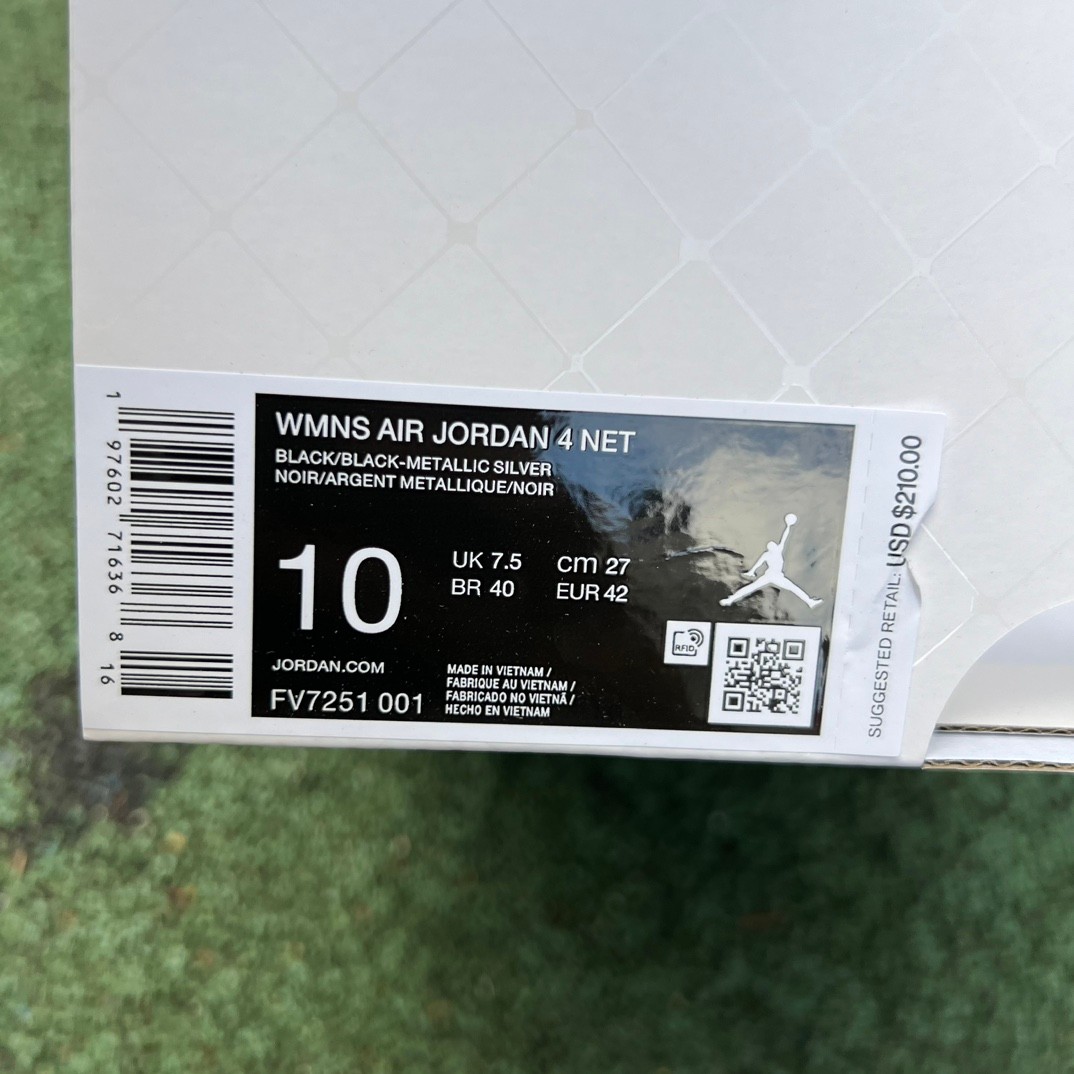 WMNS AIR JORDAN 4 NET
BLACK/BLACK-METALLIC SILVER
NOIR/ARGENT METALLIQUE/NOIR
10
UK 7.5 cm 27
BR 40 EUR 42
RFID
JORDAN.COM
FV7251 001
MADE IN VIETNAM /
FABRIQUE AU VIETNAM /
FABRICADO NO VIETNÃ /
HECHO EN VIETNAM
1 97602 71636 8 16
SUGGESTED RETAIL: USD $210.00